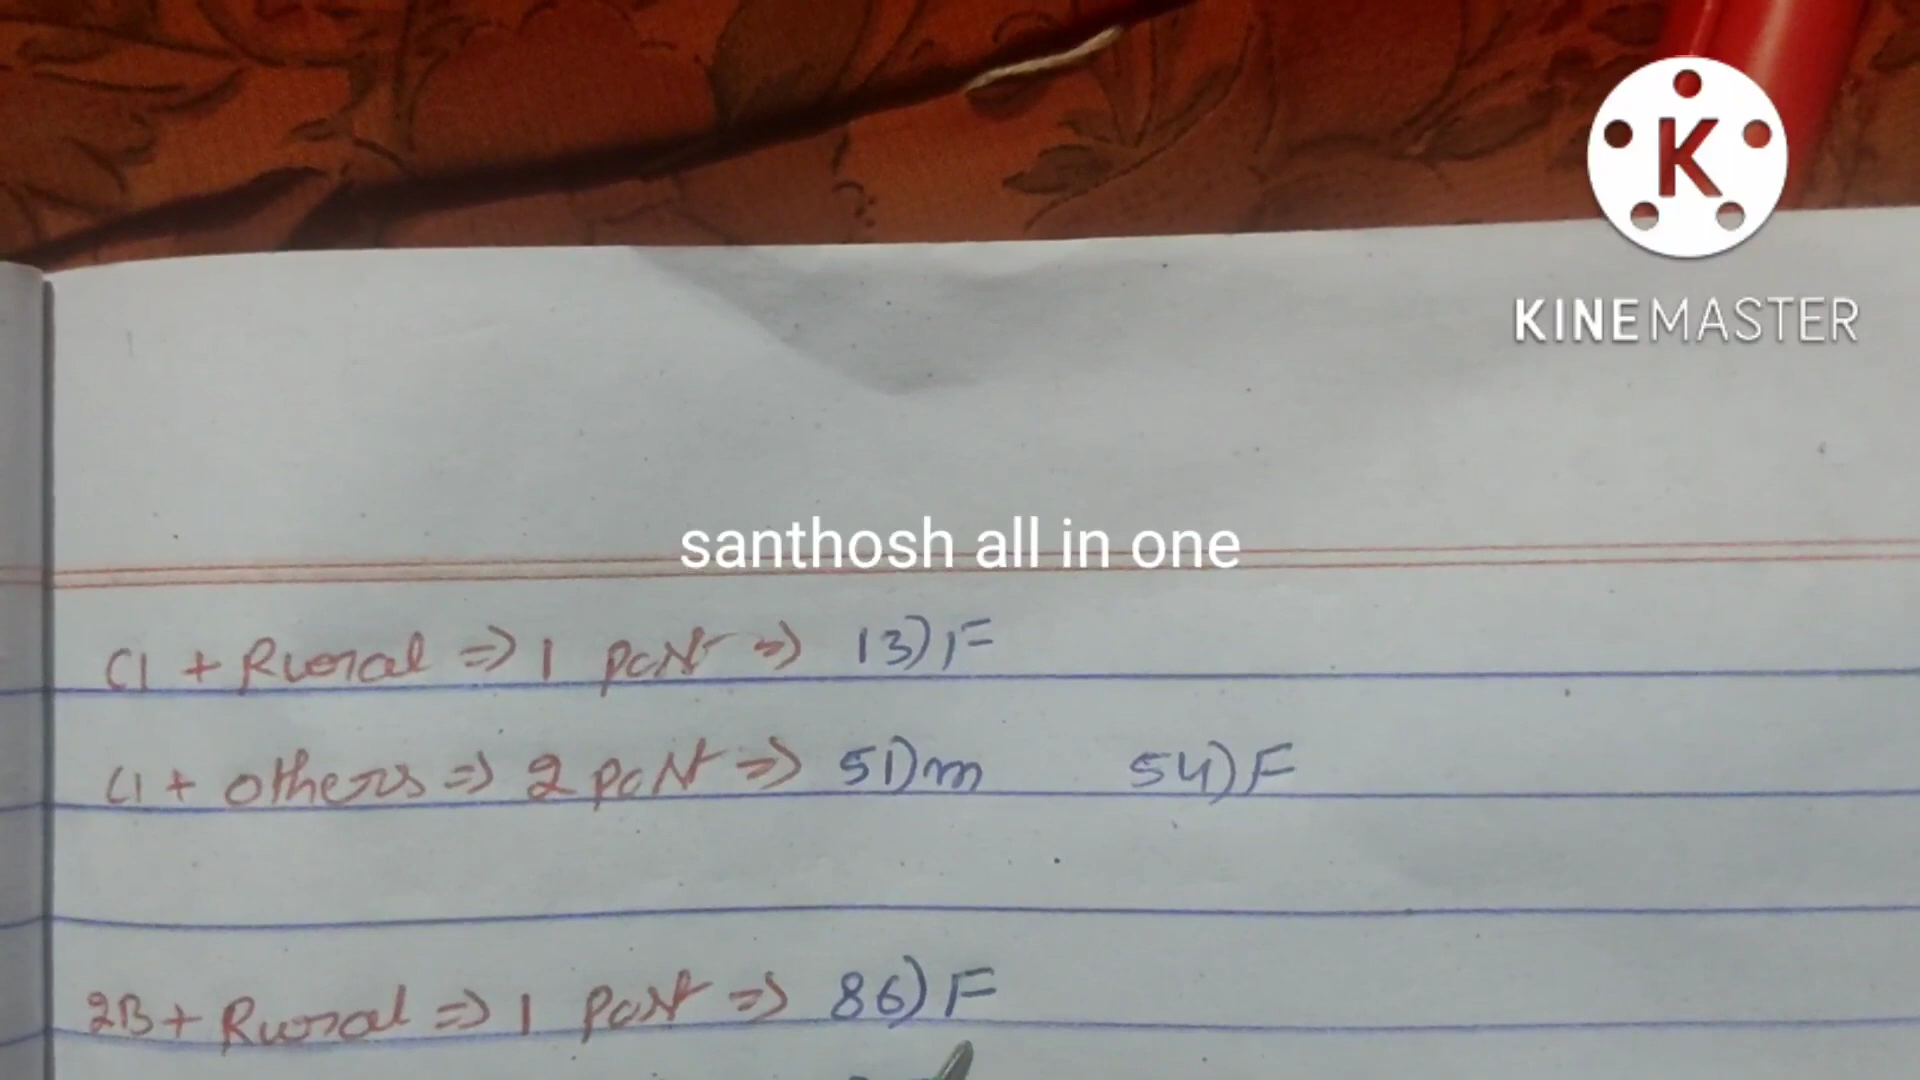 K
KINEMASTER
santhosh all in one
C1 + Rural => 1 post => 13) F
C1 + others => 2 post => 51) m 54) F
2B + Rural => 1 post => 86) F